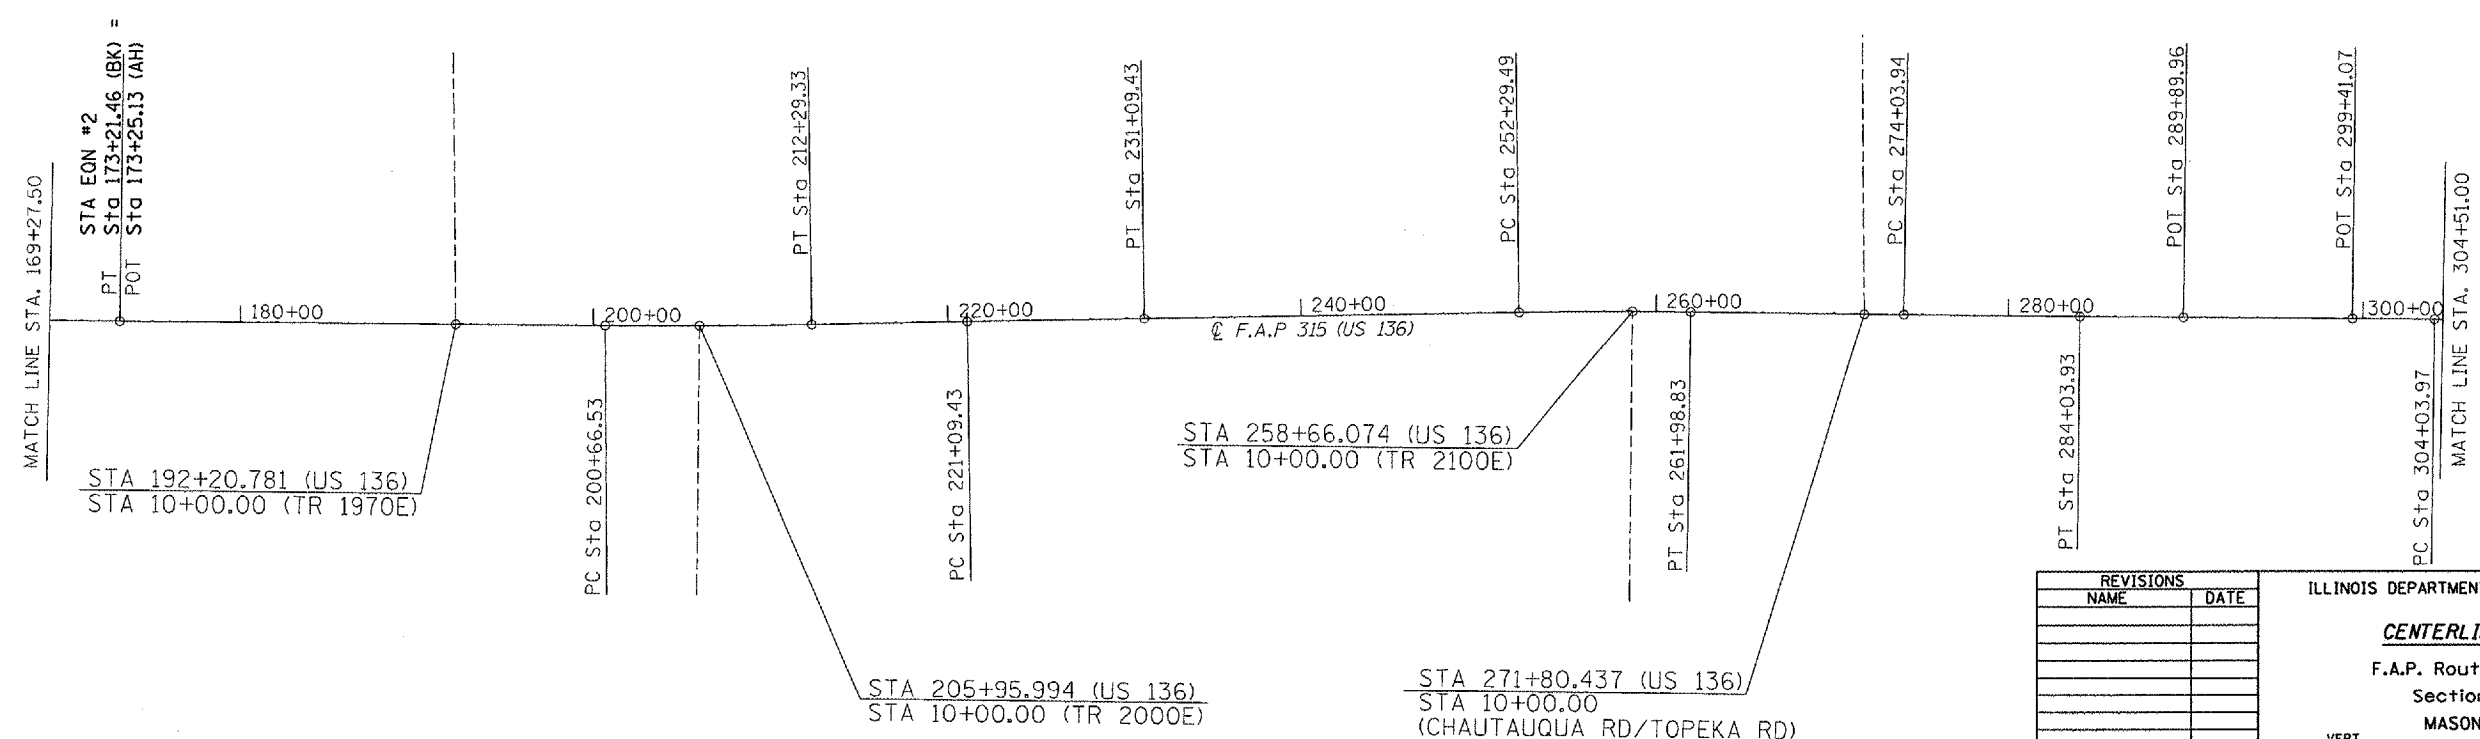 MATCH LINE STA. 169+27.50
STA EQN #2
PT Sta 173+21.46 (BK) =
POT Sta 173+25.13 (AH)
PT Sta 212+29.33
PT Sta 231+09.43
PC Sta 252+29.49
PC Sta 274+03.94
POT Sta 289+89.96
POT Sta 299+41.07
MATCH LINE STA. 304+51.00
180+00
200+00
220+00
240+00
260+00
280+00
300+00
℄ F.A.P 315 (US 136)
STA 192+20.781 (US 136)
STA 10+00.00 (TR 1970E)
PC Sta 200+66.53
PC Sta 221+09.43
STA 258+66.074 (US 136)
STA 10+00.00 (TR 2100E)
PT Sta 261+98.83
PT Sta 284+03.93
PC Sta 304+03.97
STA 205+95.994 (US 136)
STA 10+00.00 (TR 2000E)
STA 271+80.437 (US 136)
STA 10+00.00
(CHAUTAUQUA RD/TOPEKA RD)
REVISIONS
NAME DATE
ILLINOIS DEPARTMEN
CENTERLI
F.A.P. Rout
Section
MASON
VERT